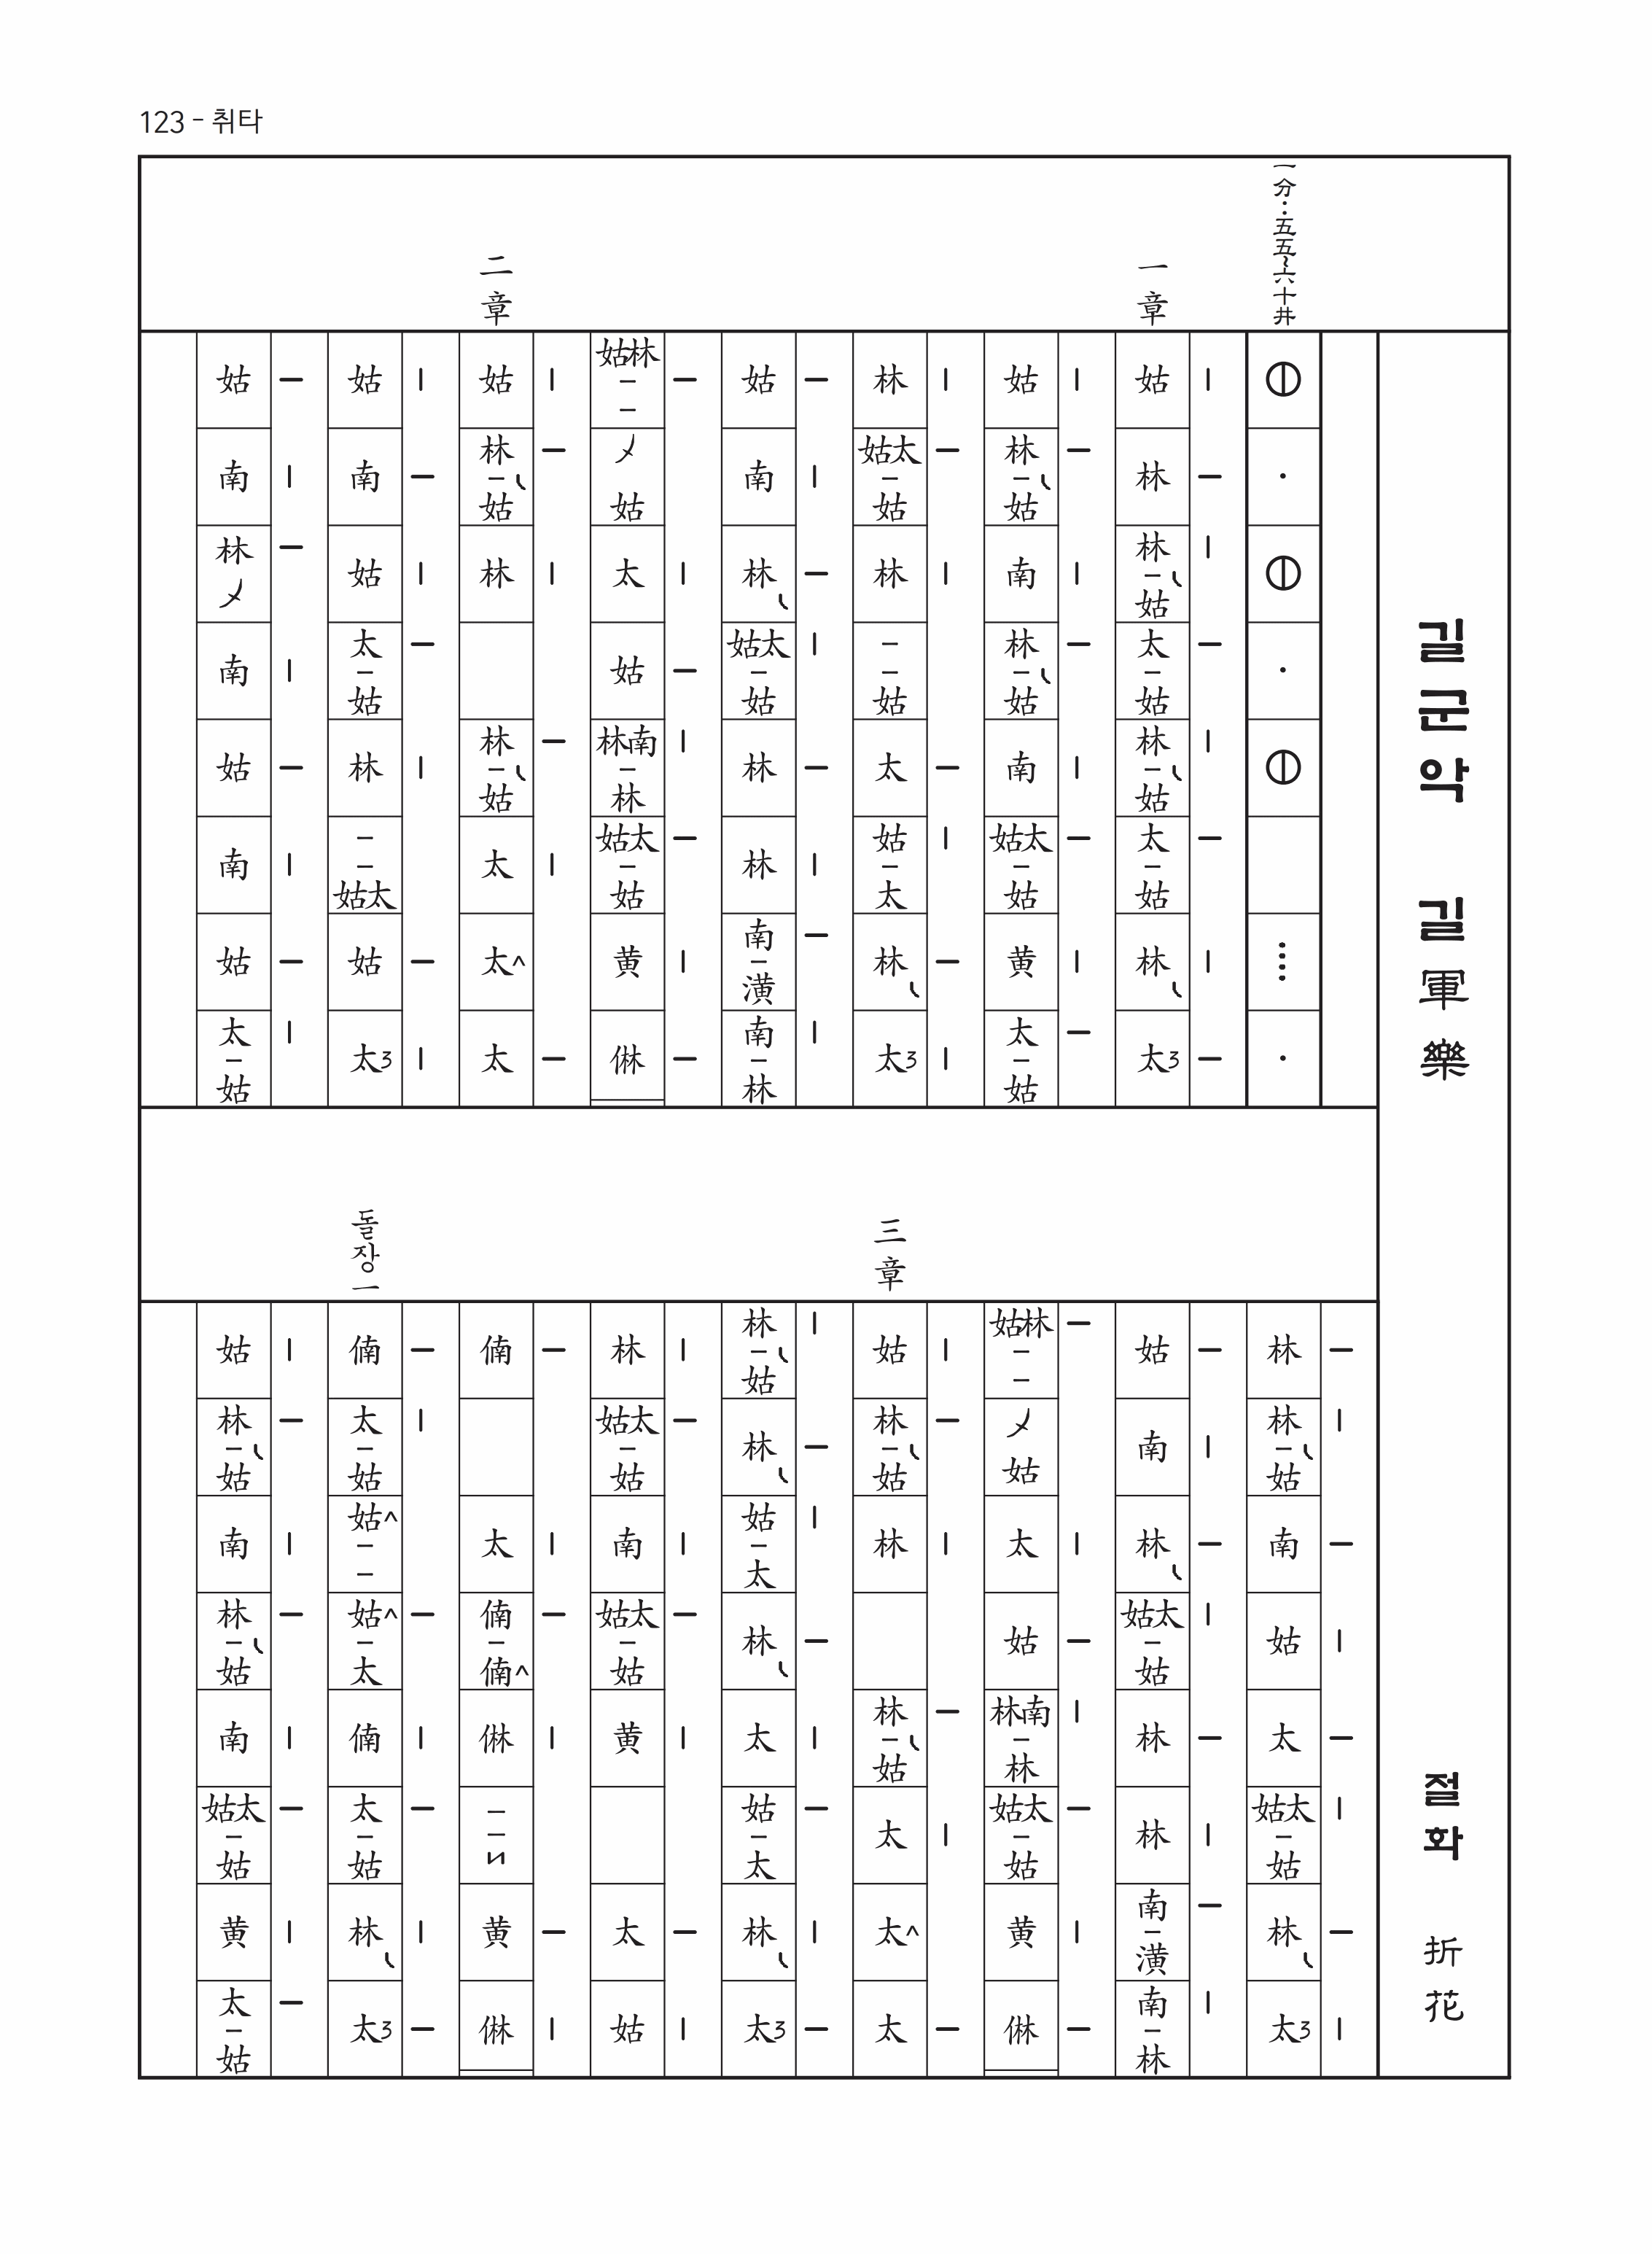 123 - 취타
길군악 길軍樂
절화 折花
一分··五五~六十井
一章
姑 林 林-姑 太-姑 林-姑 太-姑 林 太
姑 林-姑 南 林-姑 南 姑太-姑 黄 太-姑
林 姑太-姑 林 --姑 太 姑-太 林 太
姑 南 林 姑太-姑 林 林 南-潢 南-林
姑林-- 姑 太 姑 林南-林 姑太-姑 黄 㑣
二章
姑 林-姑 林 林-姑 太 太 太
姑 南 姑 太-姑 林 --姑太 姑 太
姑 南 林 南 姑 南 姑 太-姑
林 林-姑 南 姑 太 姑太-姑 林 太
姑 南 林 姑太-姑 林 林 南-潢 南-林
姑林-- 姑 太 姑 林南-林 姑太-姑 黄 㑣
三章
姑 林-姑 林 林-姑 太 太 太
林-姑 林 姑-太 林 太 姑-太 林 太
林 姑太-姑 南 姑太-姑 黄 太 姑
㑲 太 㑲-㑲 㑣 -- 黄 㑣
돌장一
㑲 太-姑 姑-- 姑-太 㑲 太-姑 林 太
姑 林-姑 南 林-姑 南 姑太-姑 黄 太-姑